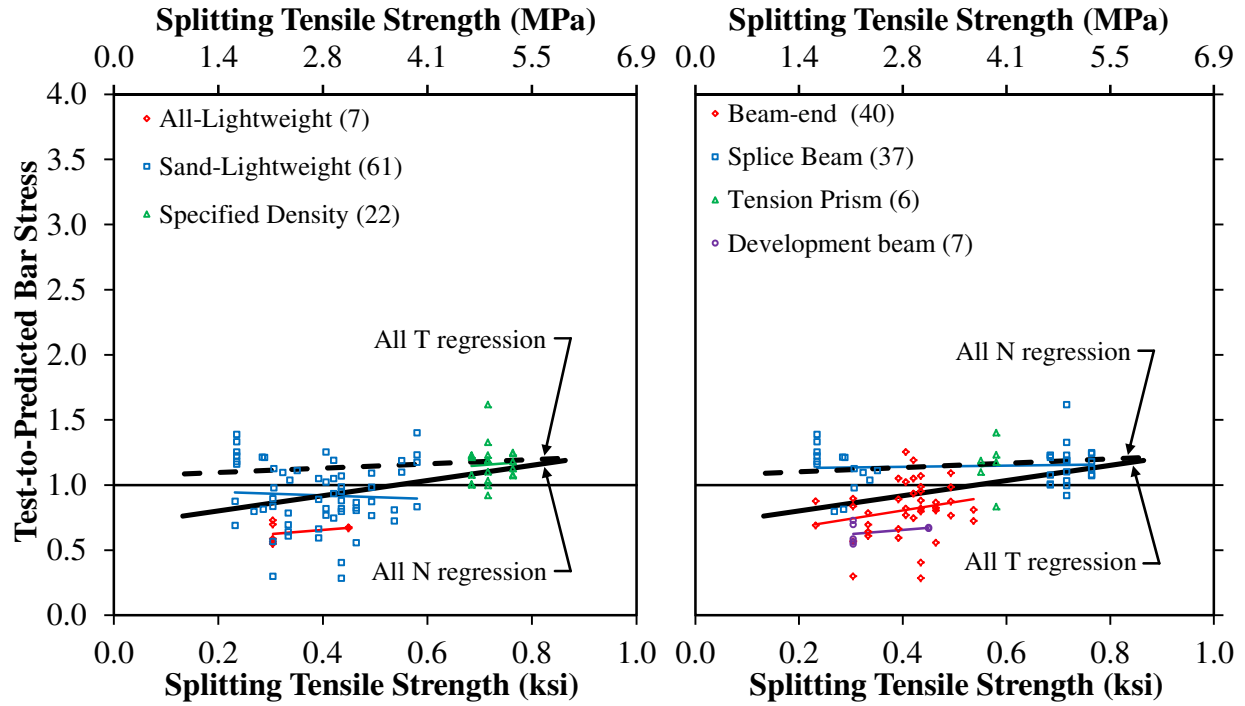 Splitting Tensile Strength (MPa)
0.0 1.4 2.8 4.1 5.5 6.9
Test-to-Predicted Bar Stress
4.0
3.5
3.0
2.5
2.0
1.5
1.0
0.5
0.0
All-Lightweight (7)
Sand-Lightweight (61)
Specified Density (22)
All T regression
All N regression
0.0 0.2 0.4 0.6 0.8 1.0
Splitting Tensile Strength (ksi)
Splitting Tensile Strength (MPa)
0.0 1.4 2.8 4.1 5.5 6.9
Beam-end (40)
Splice Beam (37)
Tension Prism (6)
Development beam (7)
All N regression
All T regression
0.0 0.2 0.4 0.6 0.8 1.0
Splitting Tensile Strength (ksi)